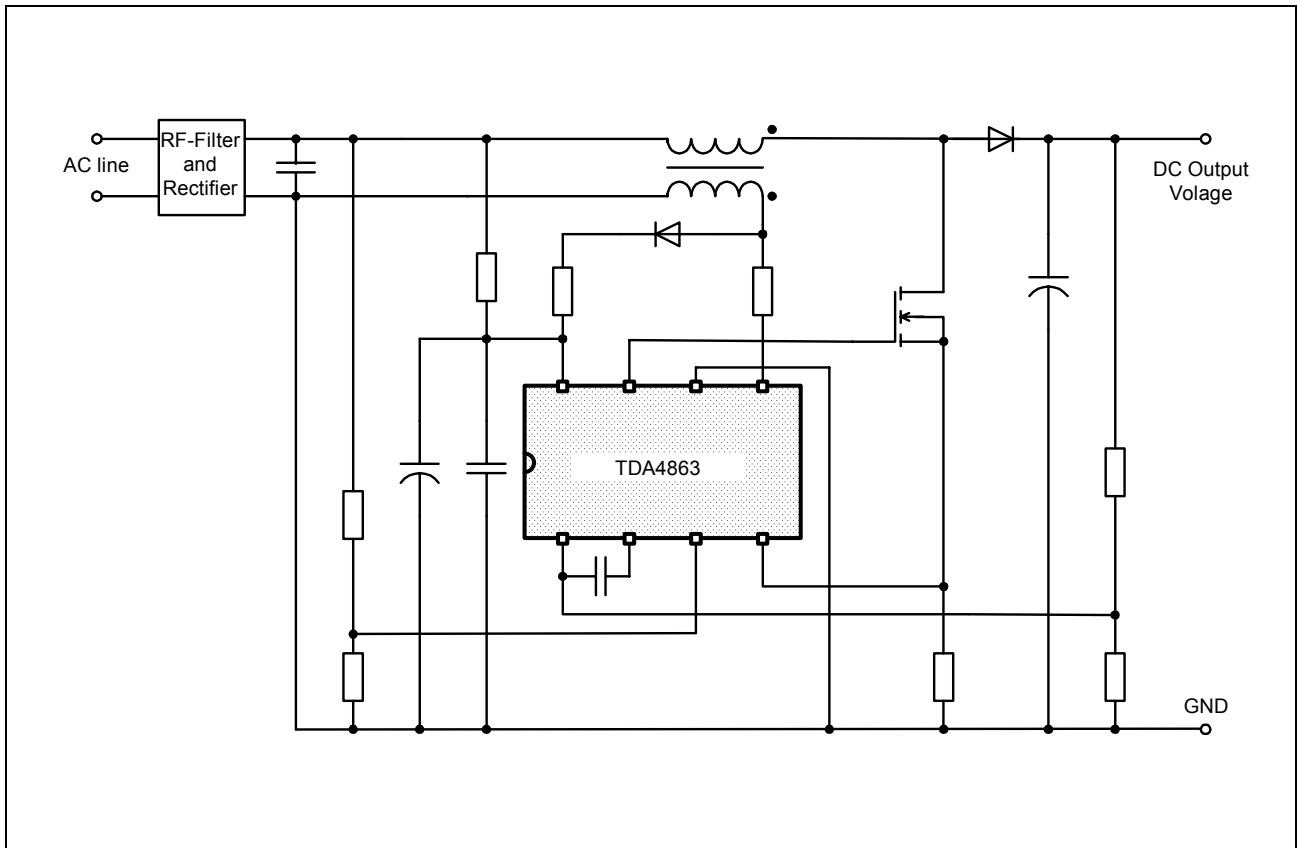 AC line
RF-Filter
and
Rectifier
DC Output
Volage
TDA4863
GND